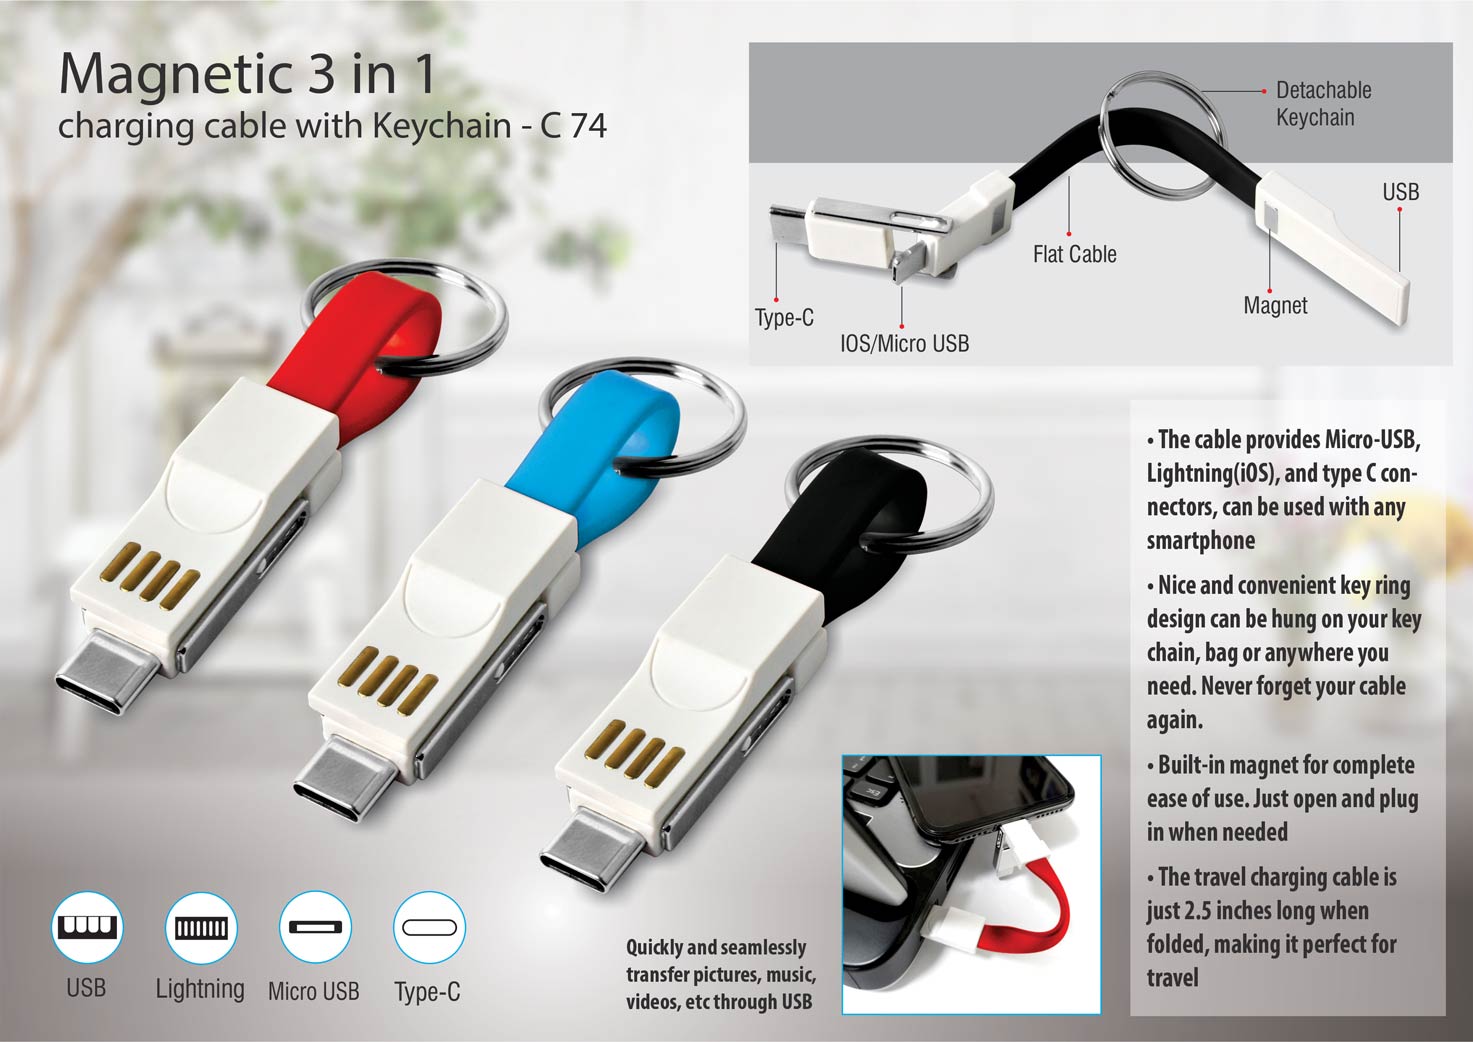 Magnetic 3 in 1
charging cable with Keychain - C 74
Detachable
Keychain
USB
Flat Cable
Magnet
Type-C
IOS/Micro USB
• The cable provides Micro-USB,
Lightning(iOS), and type C con-
nectors, can be used with any
smartphone
• Nice and convenient key ring
design can be hung on your key
chain, bag or anywhere you
need. Never forget your cable
again.
• Built-in magnet for complete
ease of use. Just open and plug
in when needed
• The travel charging cable is
just 2.5 inches long when
folded, making it perfect for
travel
Esc
Quickly and seamlessly
transfer pictures, music,
videos, etc through USB
USB
Lightning
Micro USB
Type-C